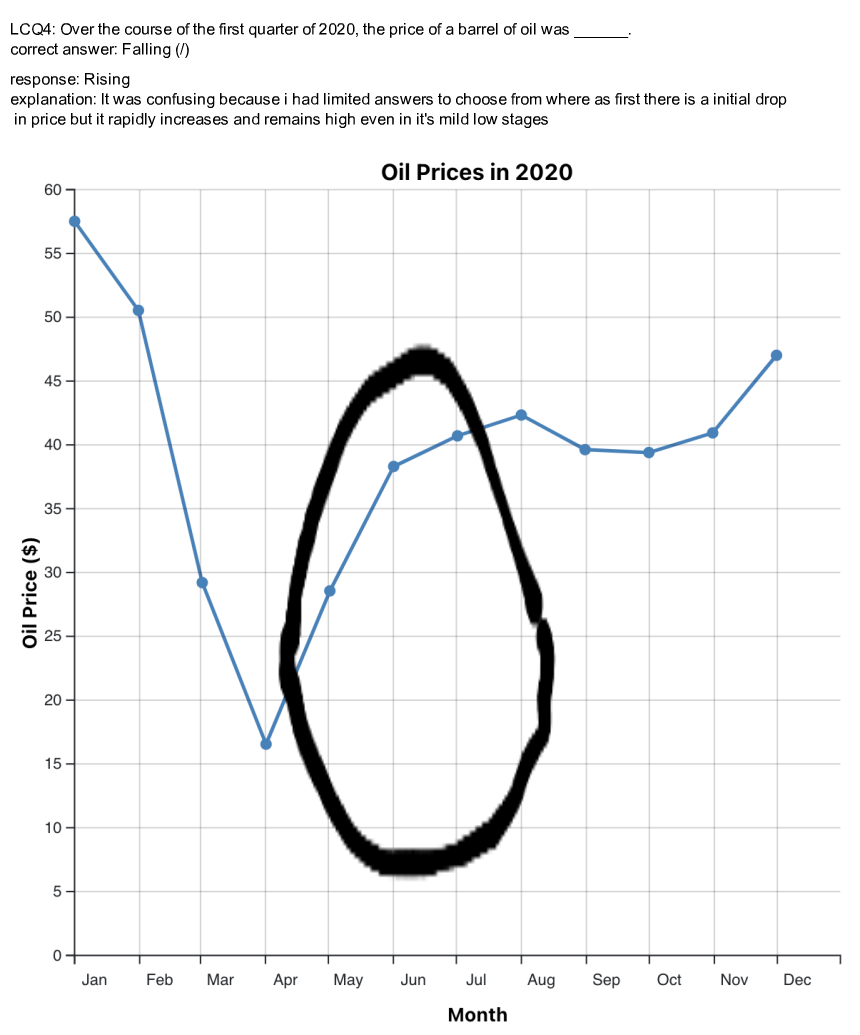 LCQ4: Over the course of the first quarter of 2020, the price of a barrel of oil was _______.
correct answer: Falling (/)
response: Rising
explanation: It was confusing because i had limited answers to choose from where as first there is a initial drop
in price but it rapidly increases and remains high even in it's mild low stages
Oil Prices in 2020
60
55
50
45
40
35
30
25
20
15
10
5
0
Oil Price ($)
Jan Feb Mar Apr May Jun Jul Aug Sep Oct Nov Dec
Month